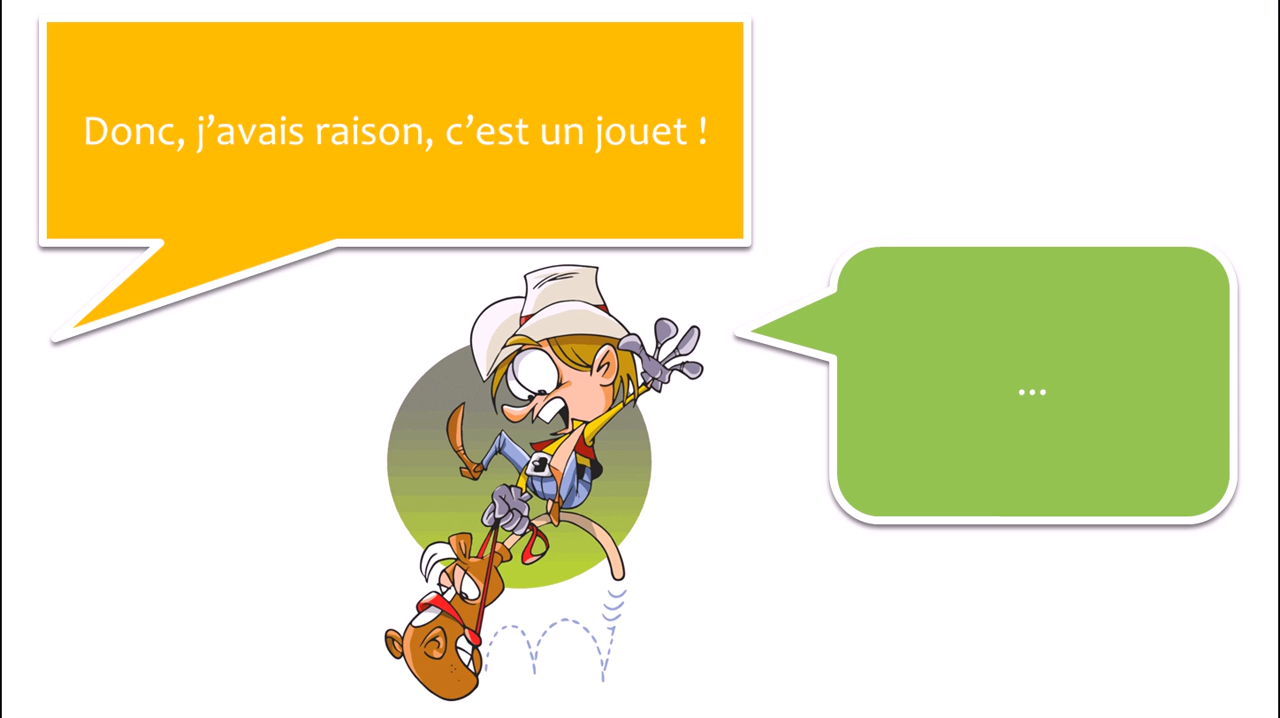 Donc, j’avais raison, c’est un jouet !
...